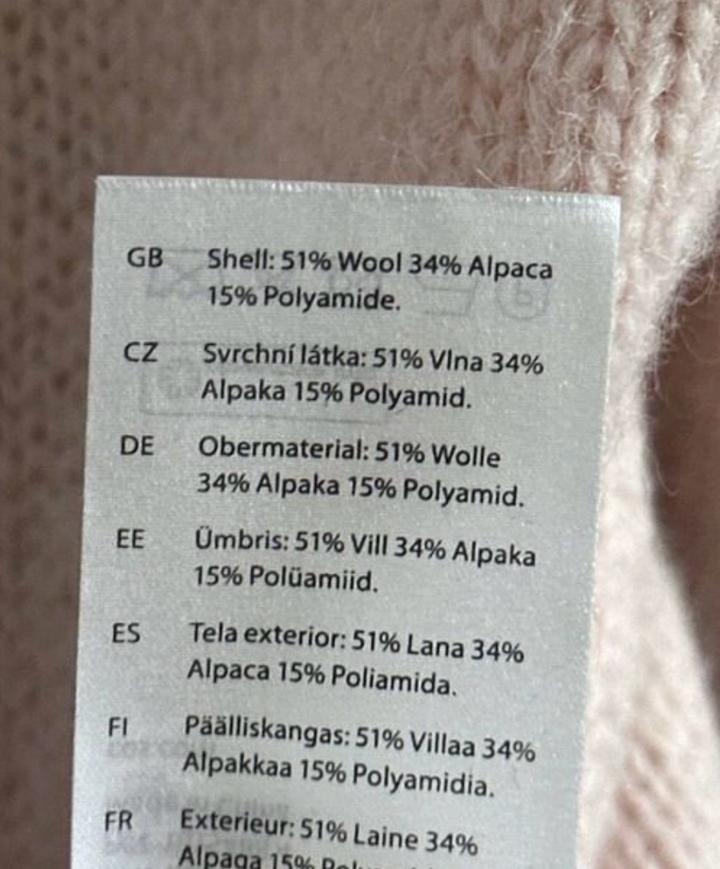 GB Shell: 51% Wool 34% Alpaca
15% Polyamide.
CZ Svrchní látka: 51% Vlna 34%
Alpaka 15% Polyamid.
DE Obermaterial: 51% Wolle
34% Alpaka 15% Polyamid.
EE Ümbris: 51% Vill 34% Alpaka
15% Polüamiid.
ES Tela exterior: 51% Lana 34%
Alpaca 15% Poliamida.
FI Päälliskangas: 51% Villaa 34%
Alpakkaa 15% Polyamidia.
FR Exterieur: 51% Laine 34%
Alpaga 15%